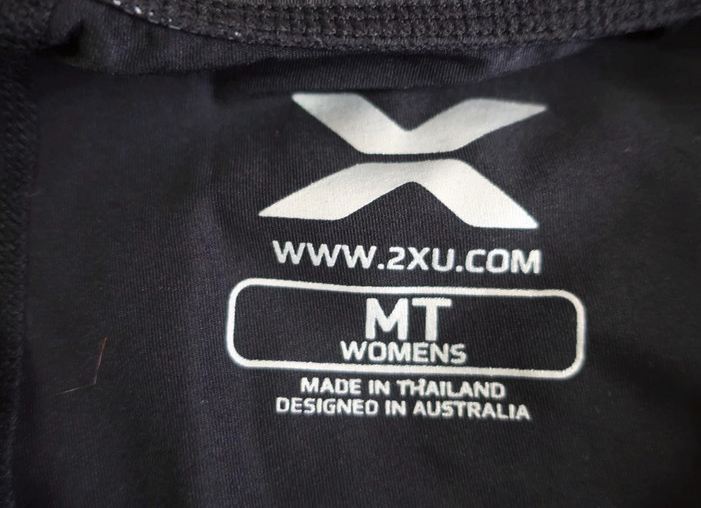 WWW.2XU.COM
MT
WOMENS
MADE IN THAILAND
DESIGNED IN AUSTRALIA